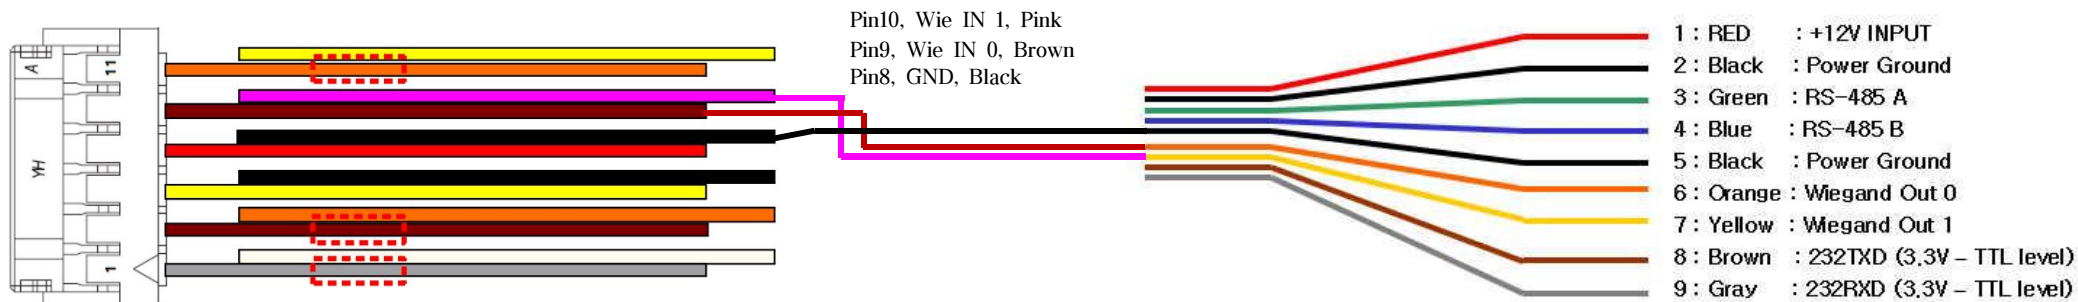 Pin10, Wie IN 1, Pink
Pin9, Wie IN 0, Brown
Pin8, GND, Black
A
11
YH
1
1 : RED : +12V INPUT
2 : Black : Power Ground
3 : Green : RS-485 A
4 : Blue : RS-485 B
5 : Black : Power Ground
6 : Orange : Wiegand Out 0
7 : Yellow : Wiegand Out 1
8 : Brown : 232TXD (3.3V - TTL level)
9 : Gray : 232RXD (3.3V - TTL level)